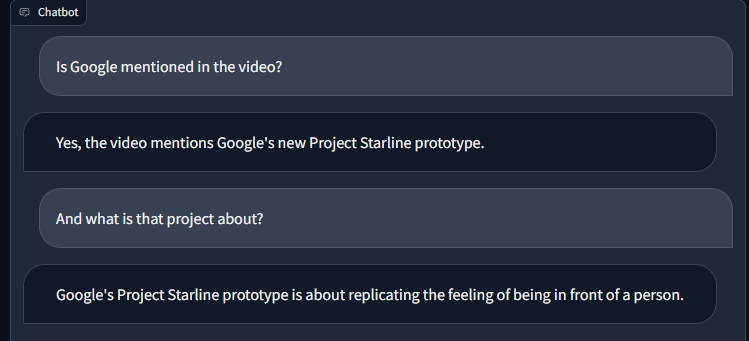 Chatbot
Is Google mentioned in the video?
Yes, the video mentions Google's new Project Starline prototype.
And what is that project about?
Google's Project Starline prototype is about replicating the feeling of being in front of a person.